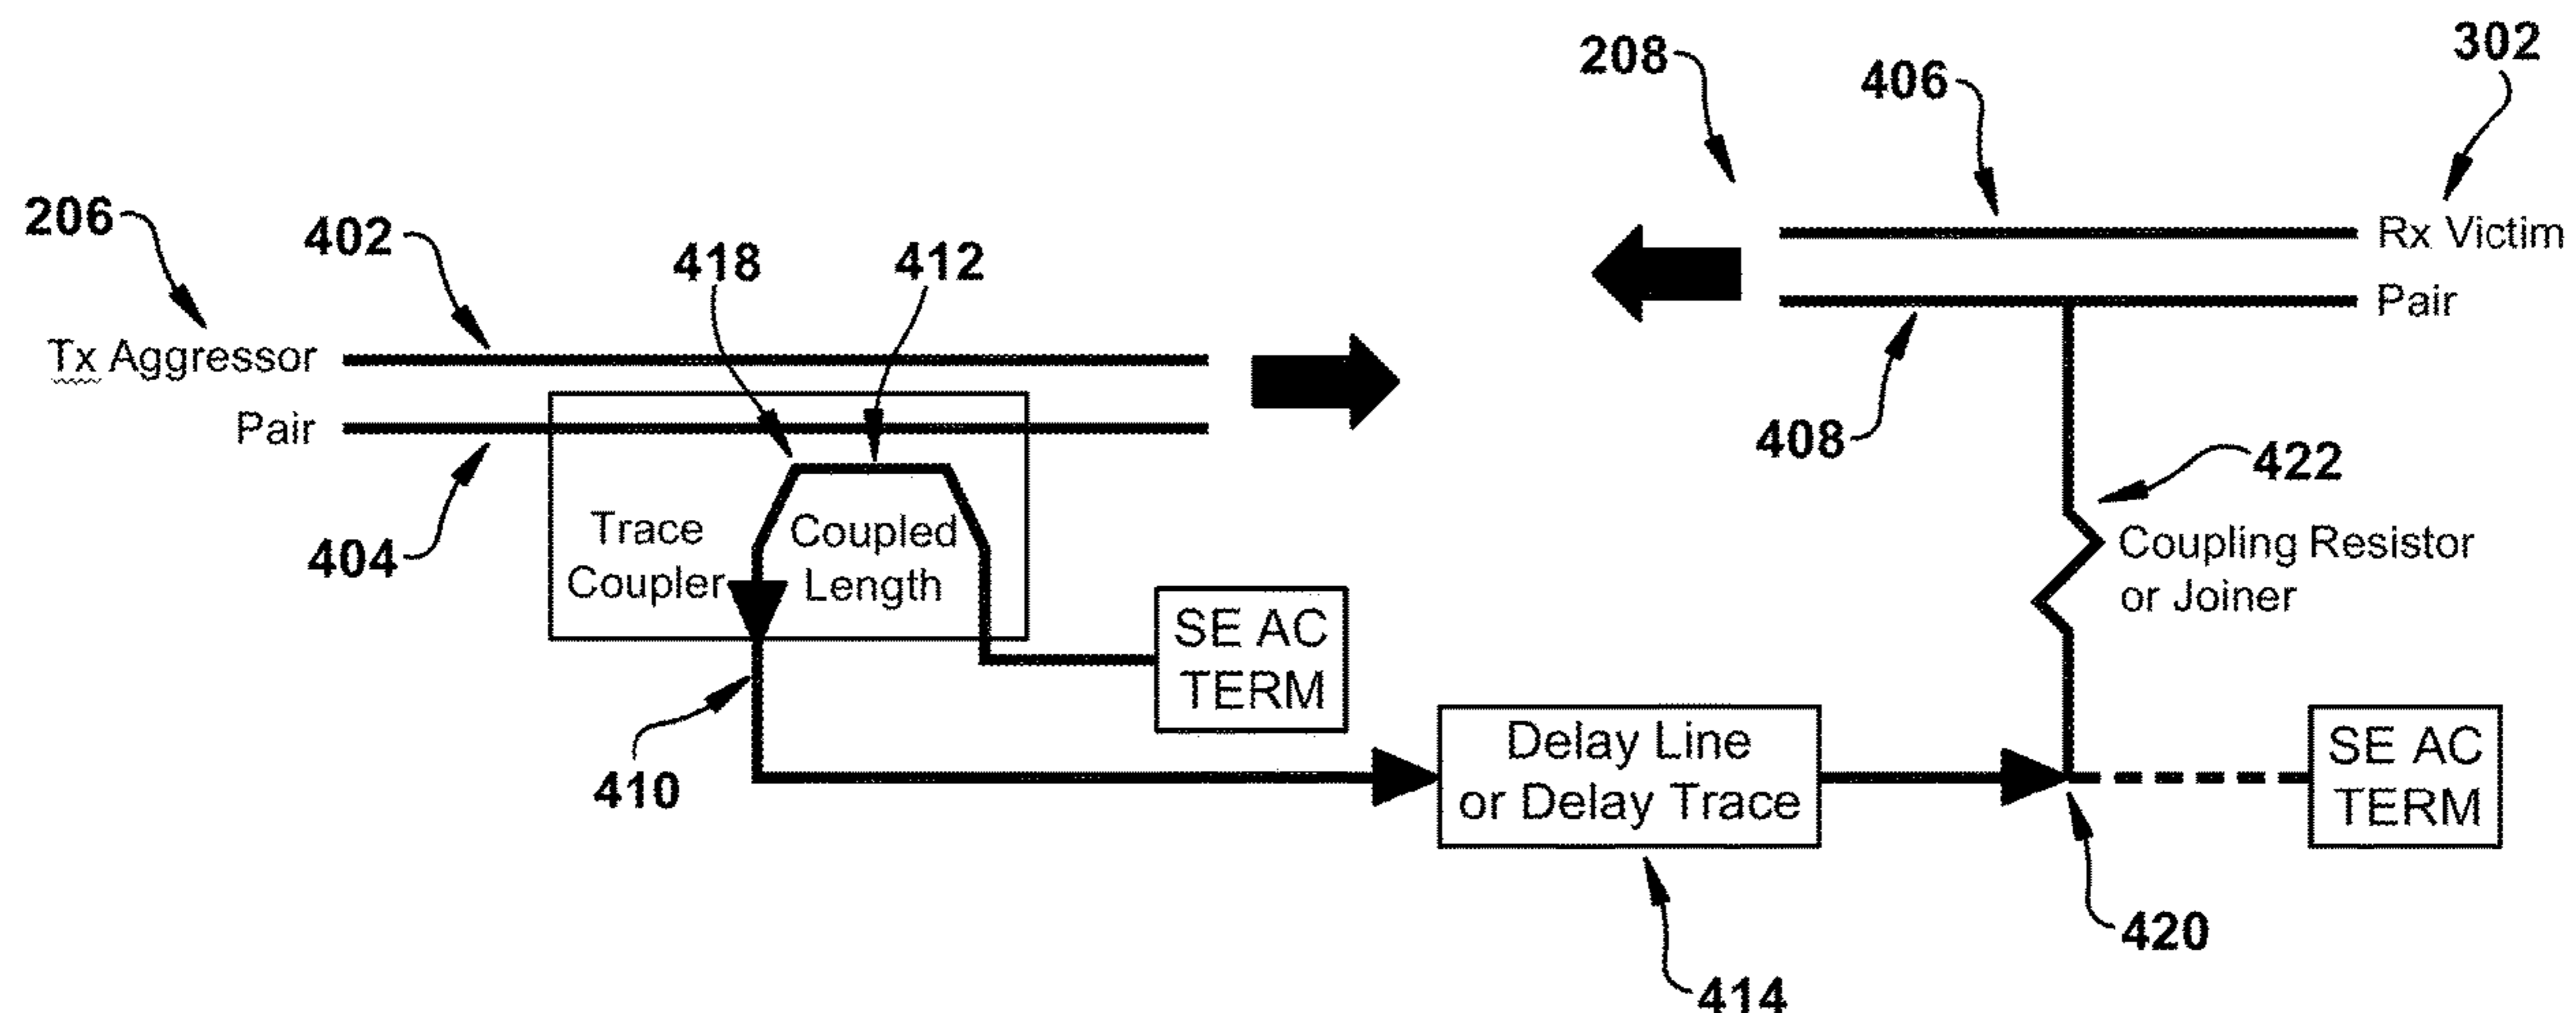 302
208
406
206
402
418
412
Rx Victim
Pair
Tx Aggressor
Pair
404
408
422
Trace
Coupler
Coupled
Length
Coupling Resistor
or Joiner
SE AC
TERM
410
Delay Line
or Delay Trace
SE AC
TERM
420
414